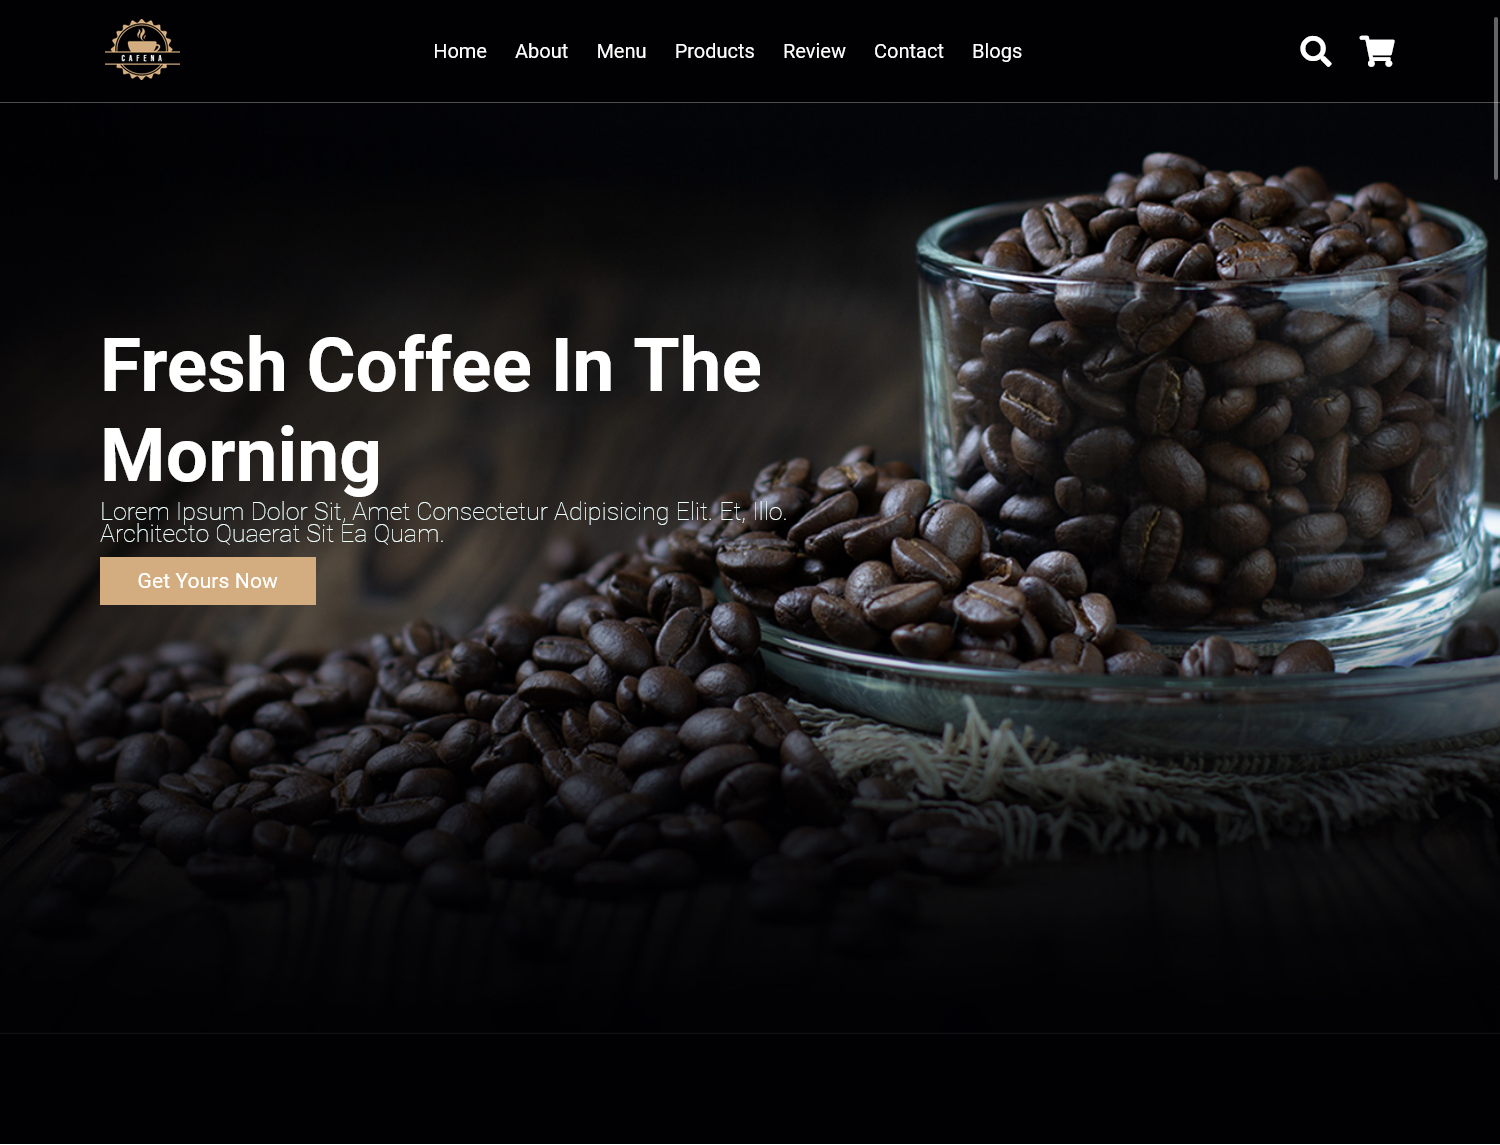 CAFENA
Home About Menu Products Review Contact Blogs
Fresh Coffee In The
Morning
Lorem Ipsum Dolor Sit, Amet Consectetur Adipisicing Elit. Et, Illo.
Architecto Quaerat Sit Ea Quam.
Get Yours Now